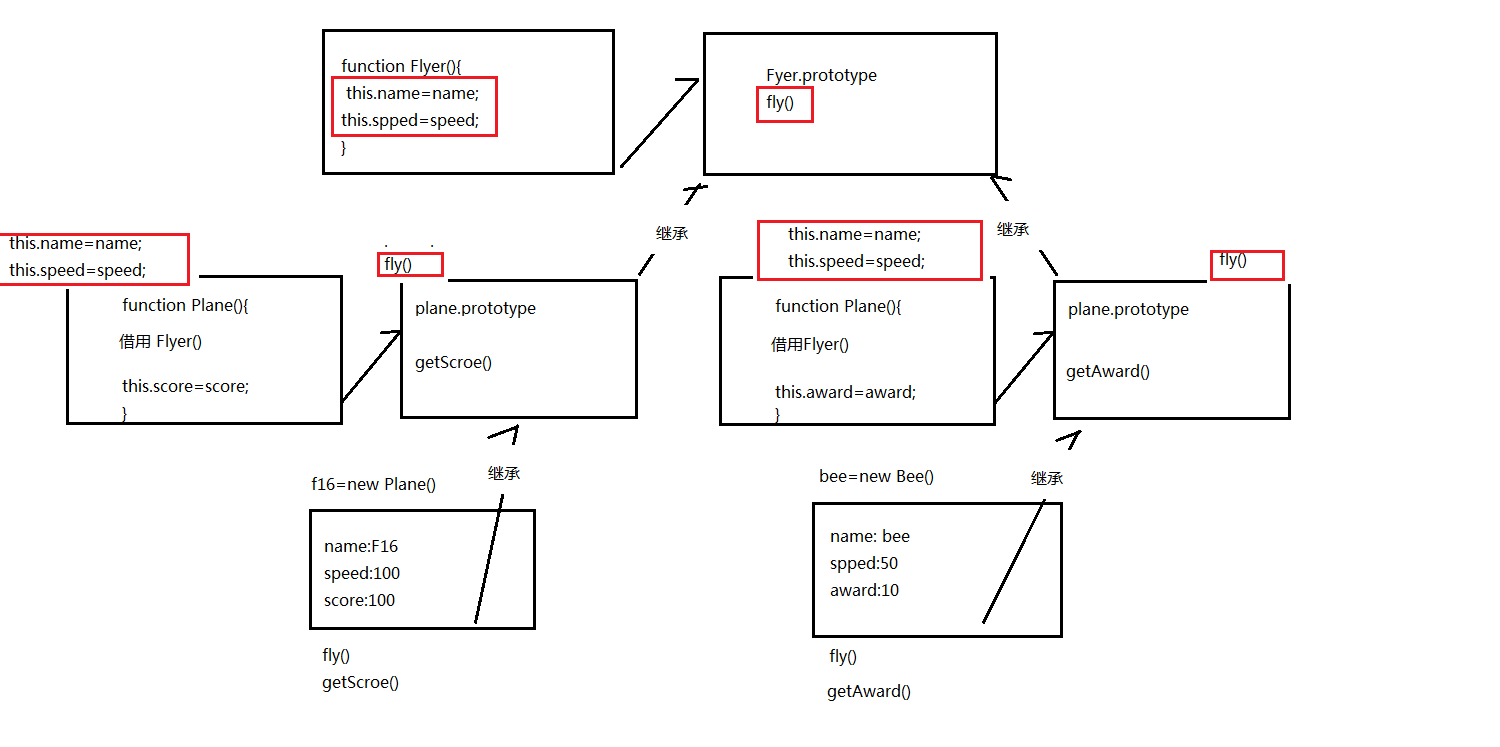 function Flyer(){
this.name=name;
this.spped=speed;
}
Fyer.prototype
fly()
继承
继承
this.name=name;
this.speed=speed;
function Plane(){
借用 Flyer()
this.score=score;
}
fly()
plane.prototype
getScroe()
this.name=name;
this.speed=speed;
function Plane(){
借用Flyer()
this.award=award;
}
fly()
plane.prototype
getAward()
继承
f16=new Plane()
name:F16
speed:100
score:100
fly()
getScroe()
继承
bee=new Bee()
name: bee
spped:50
award:10
fly()
getAward()